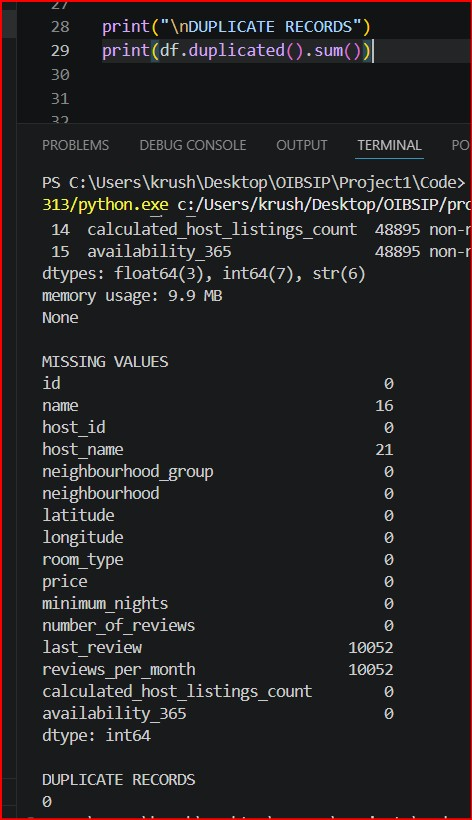 27
28 print("\nDUPLICATE RECORDS")
29 print(df.duplicated().sum())
30
31
32
PROBLEMS DEBUG CONSOLE OUTPUT TERMINAL PO
PS C:\Users\krush\Desktop\OIBSIP\Project1\Code>
313/python.exe c:/Users/krush/Desktop/OIBSIP/pro
14 calculated_host_listings_count 48895 non-n
15 availability_365 48895 no
dtypes: float64(3), int64(7), str(6)
memory usage: 9.9 MB
None
MISSING VALUES
id 0
name 16
host_id 0
host_name 21
neighbourhood_group 0
neighbourhood 0
latitude 0
longitude 0
room_type 0
price 0
minimum_nights 0
number_of_reviews 0
last_review 10052
reviews_per_month 10052
calculated_host_listings_count 0
availability_365 0
dtype: int64
DUPLICATE RECORDS
0